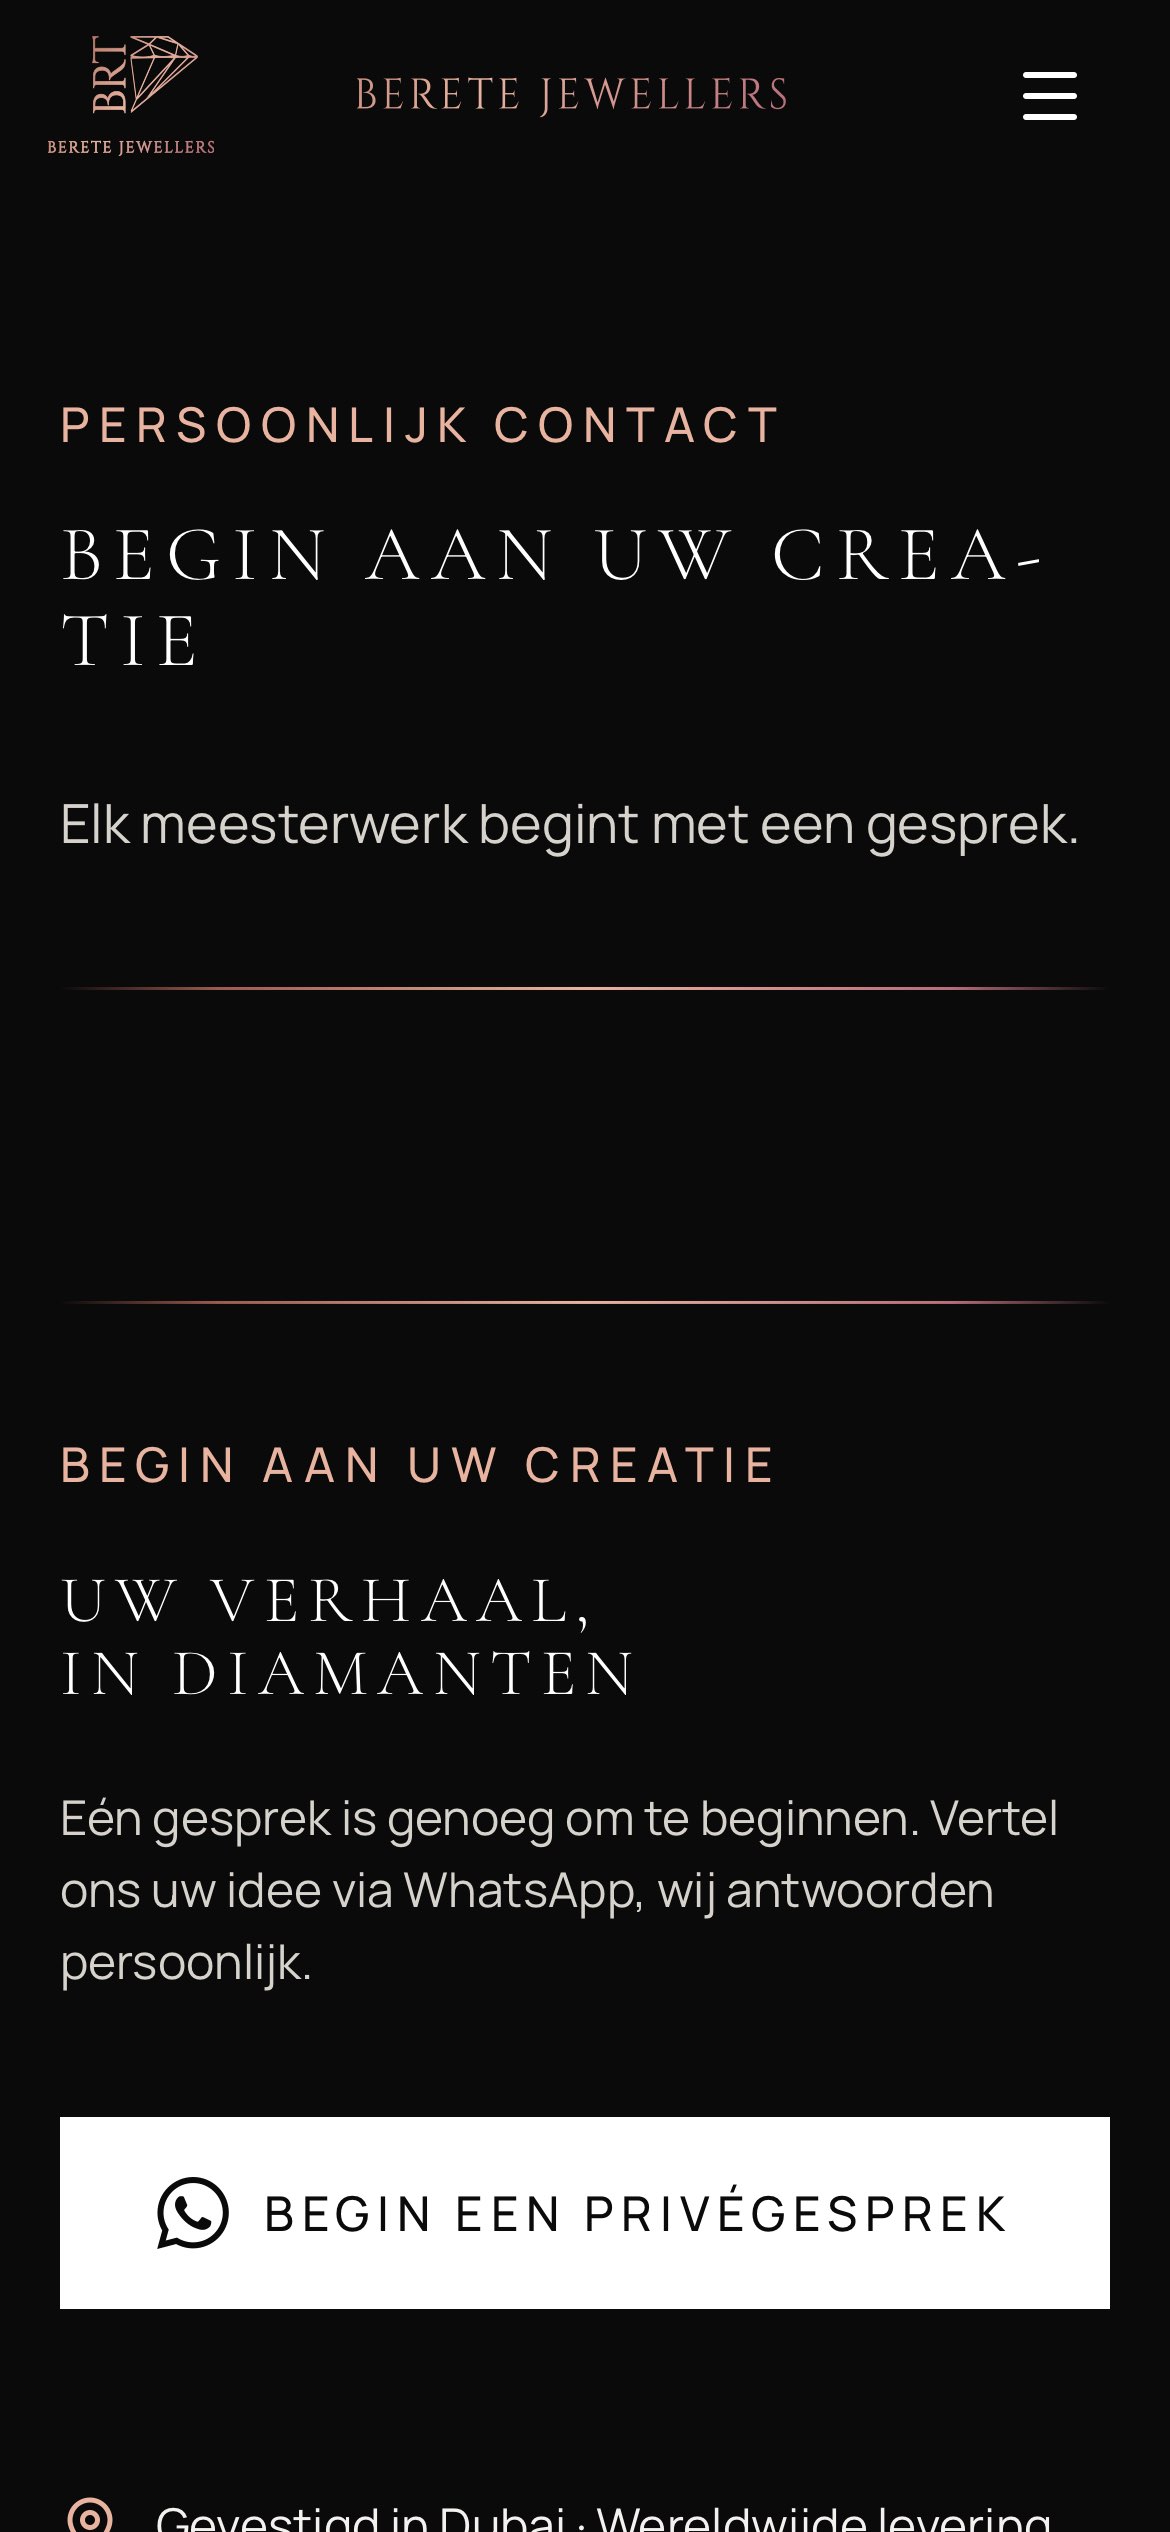 BRT
BERETE JEWELLERS
BERETE JEWELLERS
PERSOONLIJK CONTACT
BEGIN AAN UW CREA-
TIE
Elk meesterwerk begint met een gesprek.
BEGIN AAN UW CREATIE
UW VERHAAL,
IN DIAMANTEN
Eén gesprek is genoeg om te beginnen. Vertel
ons uw idee via WhatsApp, wij antwoorden
persoonlijk.
BEGIN EEN PRIVÉGESPREK
Gevestigd in Dubai · Wereldwijde levering